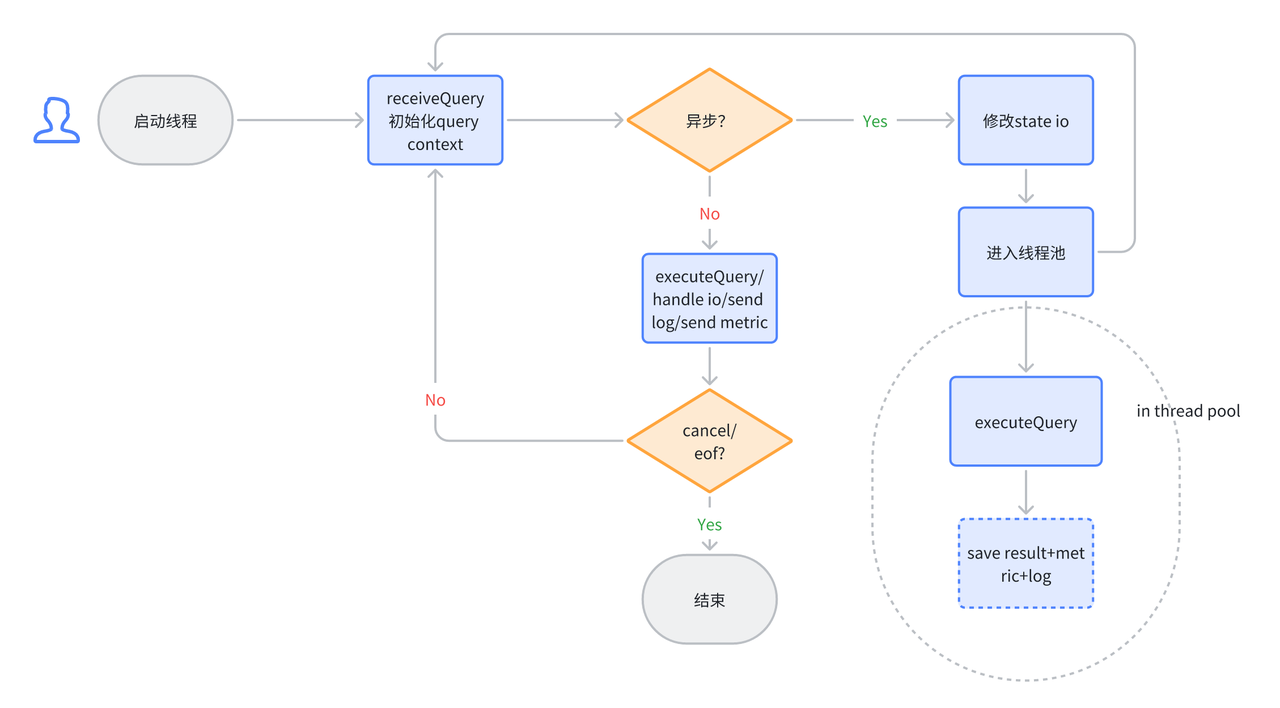 启动线程
receiveQuery
初始化query
context
异步?
Yes
修改state io
No
进入线程池
executeQuery/
handle io/send
log/send metric
No
cancel/
eof?
in thread pool
executeQuery
Yes
save result+met
ric+log
结束